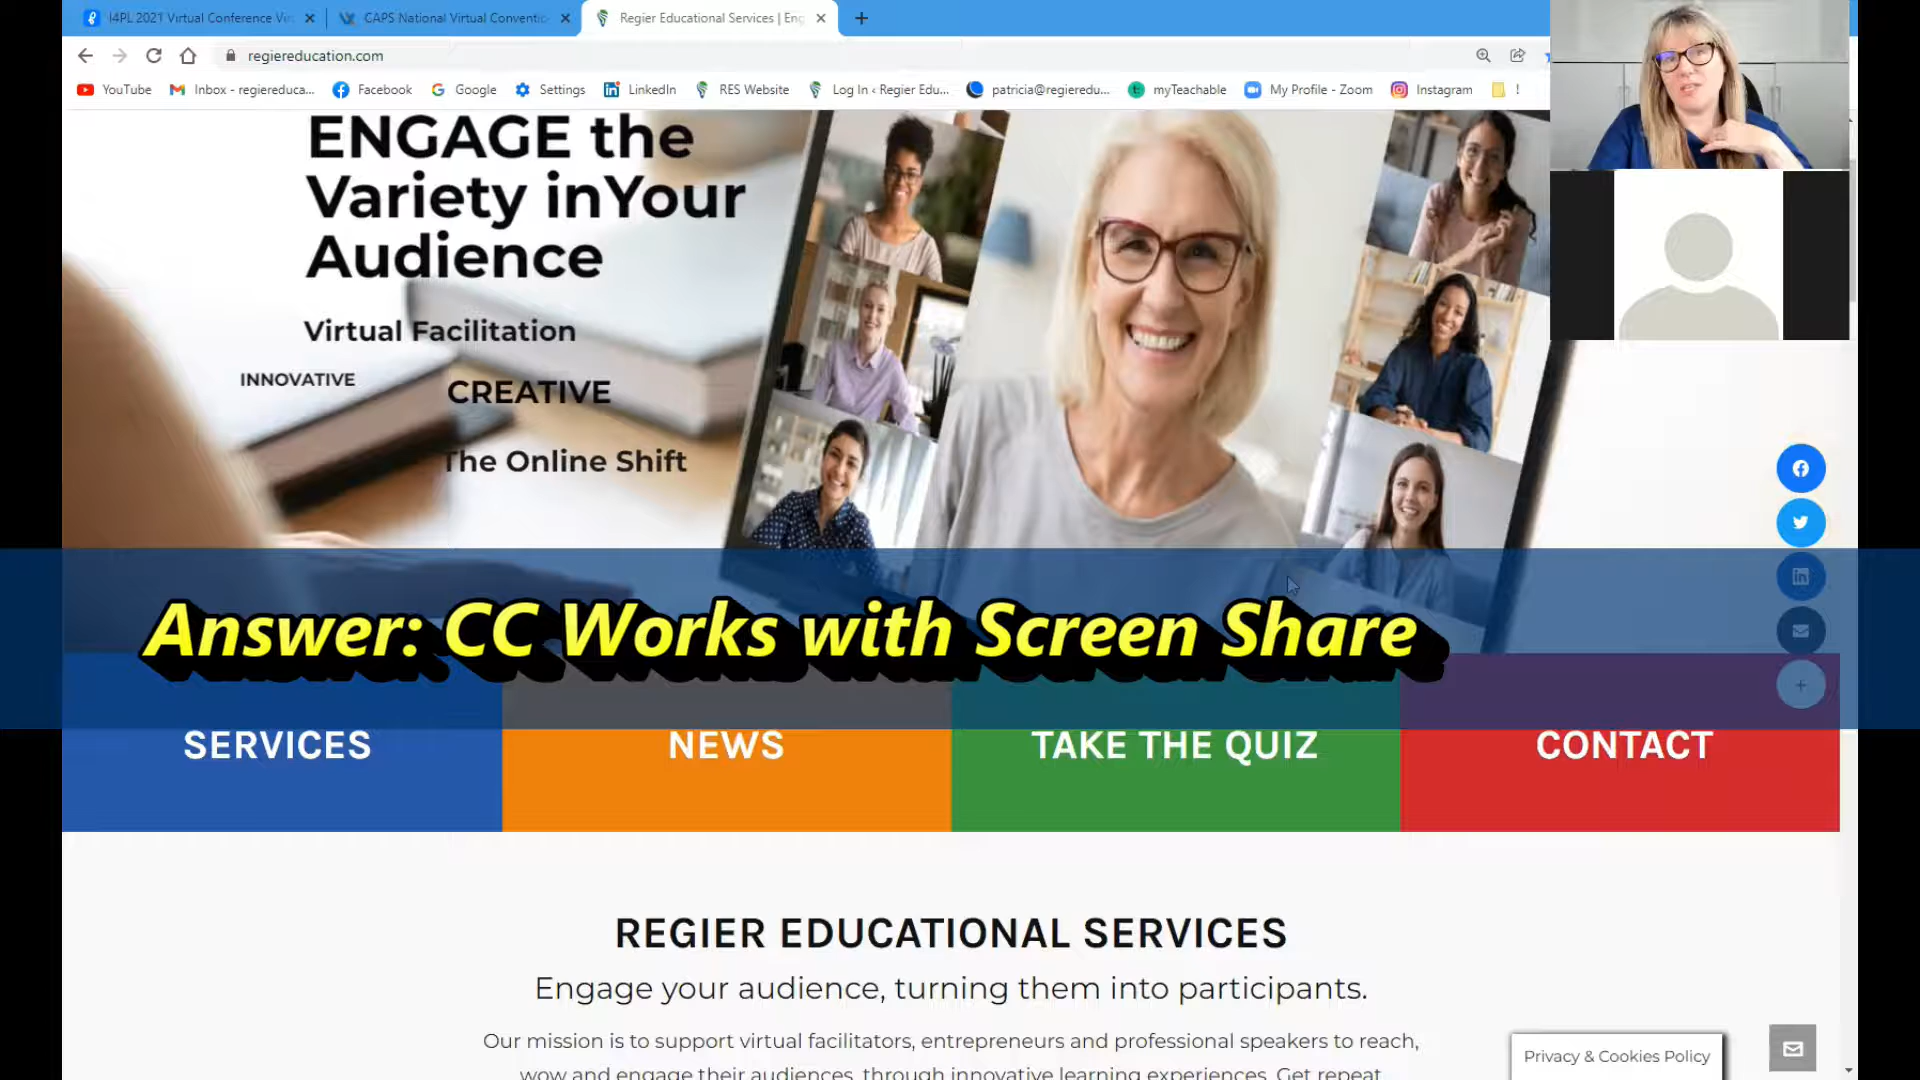 I4PL 2021 Virtual Conference Vir
CAPS National Virtual Conventio
Regier Educational Services | Eng
regiereducation.com
YouTube
Inbox - regiereduca...
Facebook
Google
Settings
LinkedIn
RES Website
Log In ‹ Regier Edu...
patricia@regieredu...
myTeachable
My Profile - Zoom
Instagram
!
ENGAGE the
Variety inYour
Audience
Virtual Facilitation
INNOVATIVE
CREATIVE
The Online Shift
Answer: CC Works with Screen Share
SERVICES
NEWS
TAKE THE QUIZ
CONTACT
REGIER EDUCATIONAL SERVICES
Engage your audience, turning them into participants.
Our mission is to support virtual facilitators, entrepreneurs and professional speakers to reach,
wow and engage their audiences, through innovative learning experiences. Get repeat
Privacy & Cookies Policy